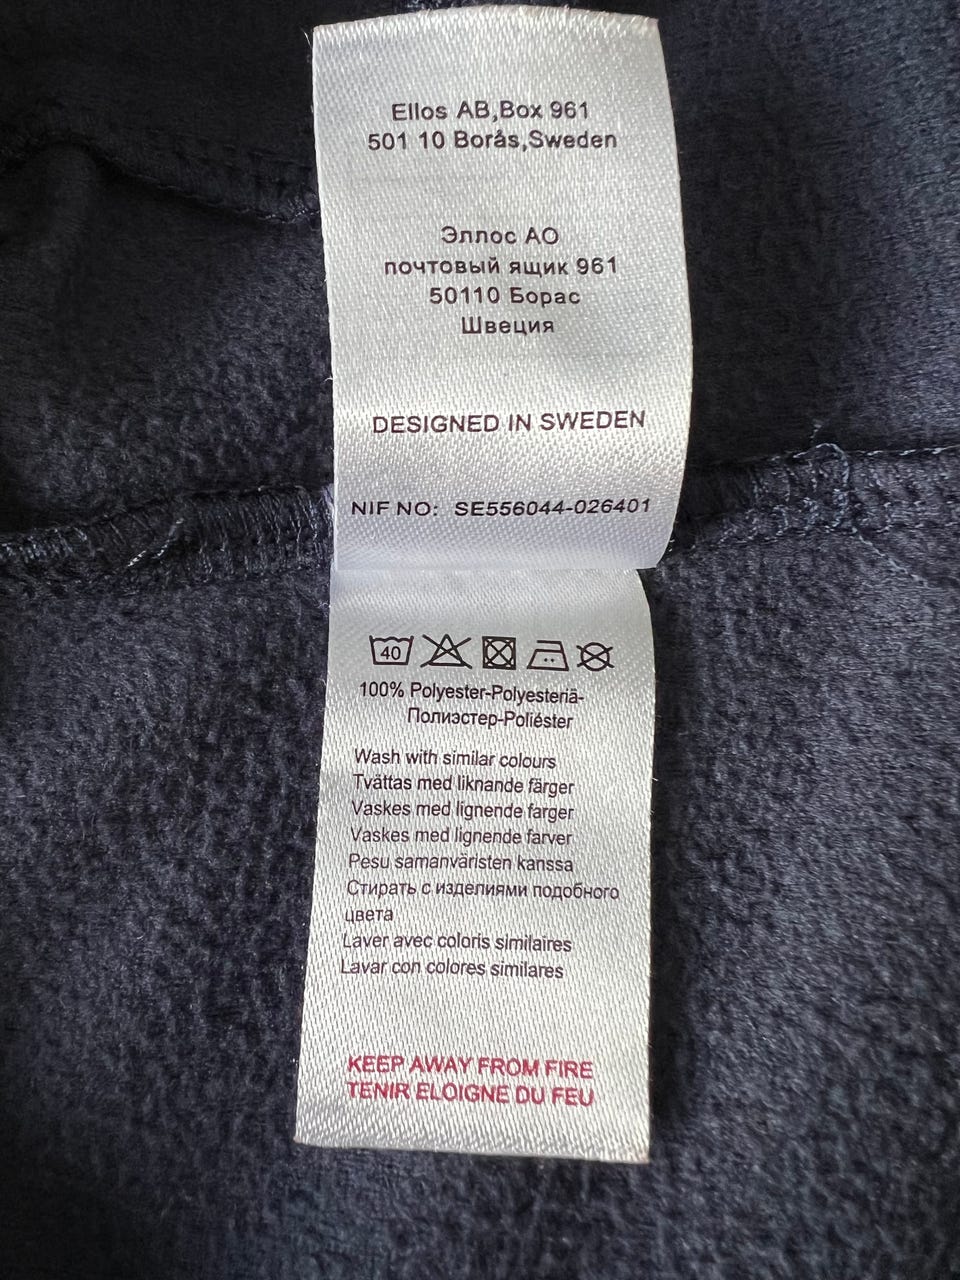 Ellos AB,Box 961
501 10 Borås,Sweden
Эллос АО
почтовый ящик 961
50110 Борас
Швеция
DESIGNED IN SWEDEN
NIF NO: SE556044-026401
40
100% Polyester-Polyesteriä-
Полиэстер-Poliéster
Wash with similar colours
Tvättas med liknande färger
Vaskes med lignende farger
Vaskes med lignende farver
Pesu samanväristen kanssa
Стирать с изделиями подобного
цвета
Laver avec coloris similaires
Lavar con colores similares
KEEP AWAY FROM FIRE
TENIR ELOIGNE DU FEU